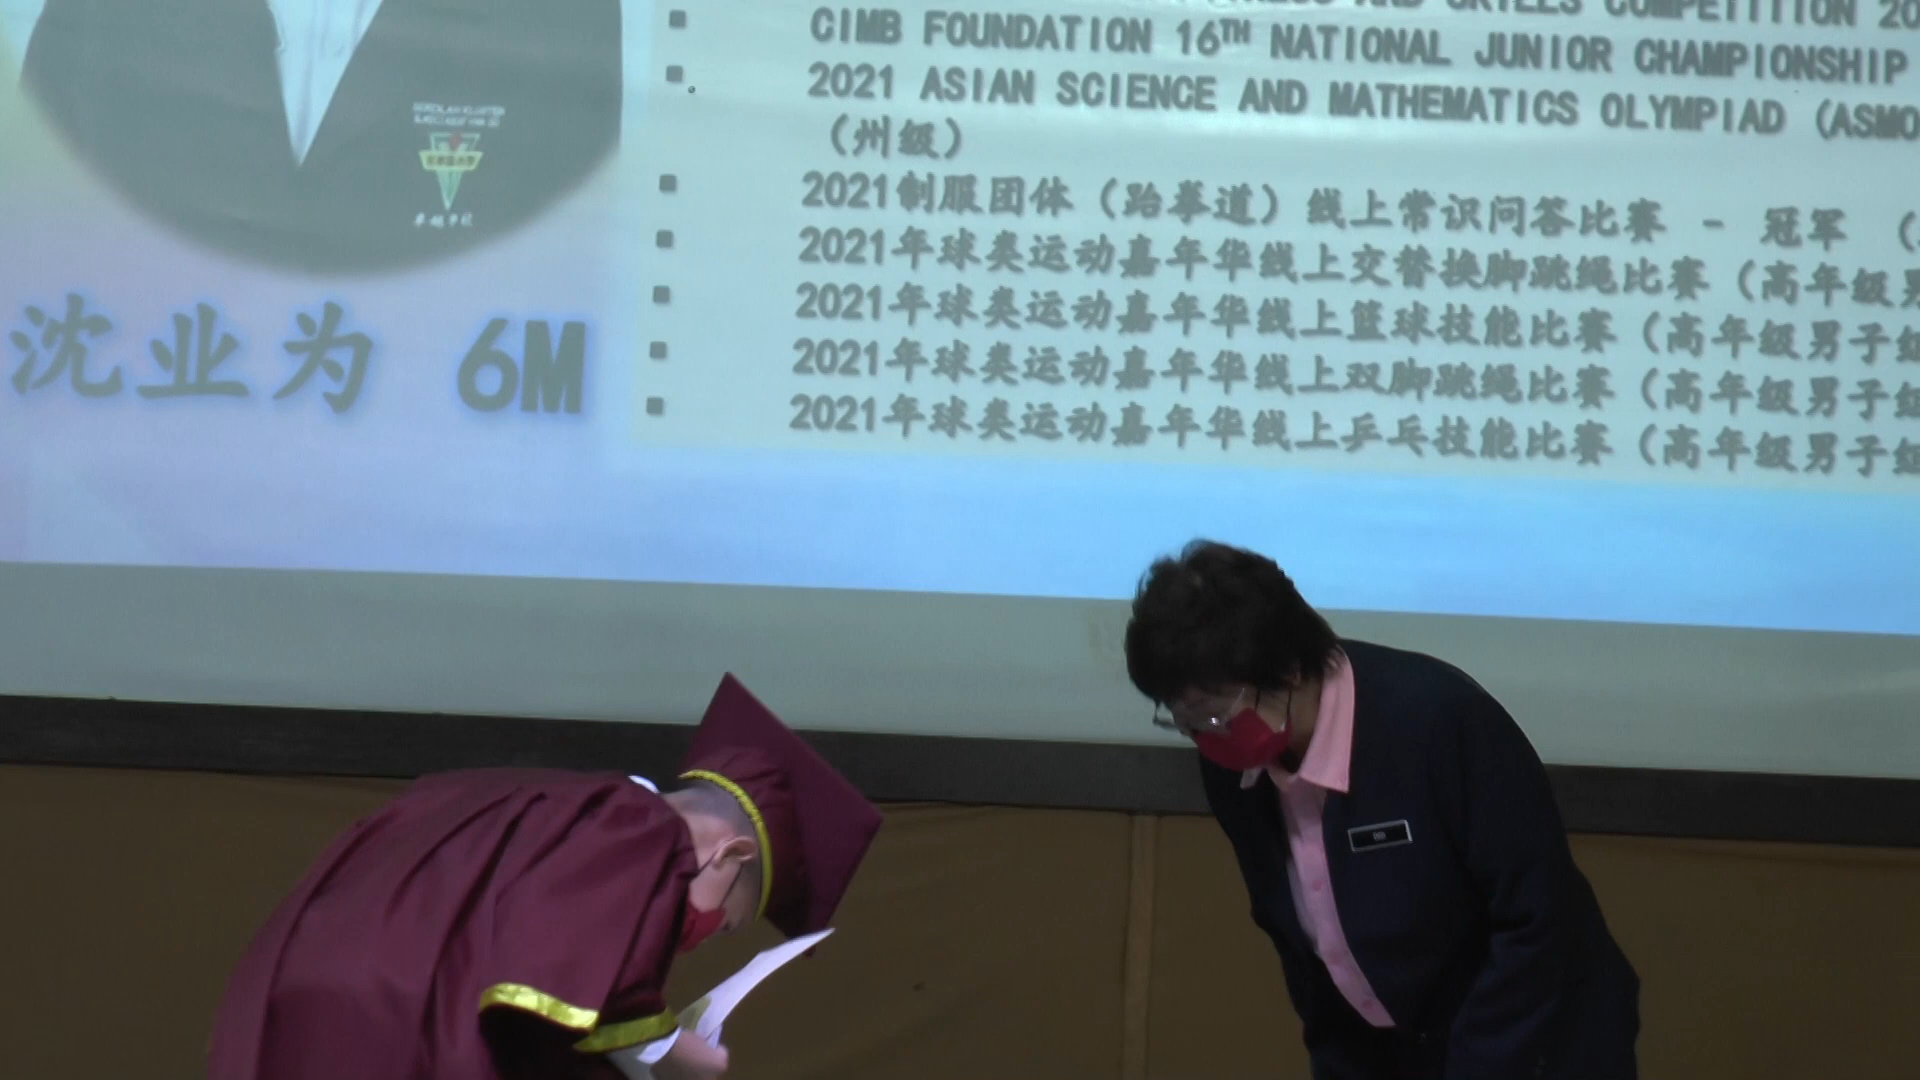 AND SKILLS COMPETITION 20
CIMB FOUNDATION 16TH NATIONAL JUNIOR CHAMPIONSHIP
2021 ASIAN SCIENCE AND MATHEMATICS OLYMPIAD (ASMO
（州级）
2021制服团体（跆拳道）线上常识问答比赛 - 冠军 （
2021年球类运动嘉年华线上交替换脚跳绳比赛（高年级男
2021年球类运动嘉年华线上篮球技能比赛（高年级男子组
2021年球类运动嘉年华线上双脚跳绳比赛（高年级男子组
2021年球类运动嘉年华线上乒乓技能比赛（高年级男子组
沈业为 6M